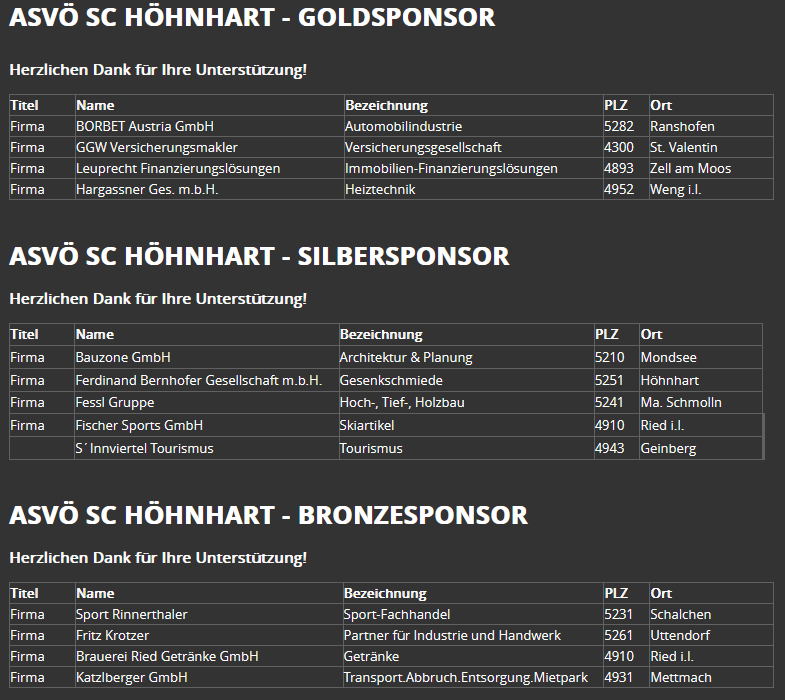 ASVÖ SC HÖHNHART - GOLDSPONSOR
Herzlichen Dank für Ihre Unterstützung!
Titel Name Bezeichnung PLZ Ort
Firma BORBET Austria GmbH Automobilindustrie 5282 Ranshofen
Firma GGW Versicherungsmakler Versicherungsgesellschaft 4300 St. Valentin
Firma Leuprecht Finanzierungslösungen Immobilien-Finanzierungslösungen 4893 Zell am Moos
Firma Hargassner Ges. m.b.H. Heiztechnik 4952 Weng i.I.
ASVÖ SC HÖHNHART - SILBERSPONSOR
Herzlichen Dank für Ihre Unterstützung!
Titel Name Bezeichnung PLZ Ort
Firma Bauzone GmbH Architektur & Planung 5210 Mondsee
Firma Ferdinand Bernhofer Gesellschaft m.b.H. Gesenkschmiede 5251 Höhnhart
Firma Fessl Gruppe Hoch-, Tief-, Holzbau 5241 Ma. Schmolln
Firma Fischer Sports GmbH Skiartikel 4910 Ried i.I.
S´Innviertel Tourismus Tourismus 4943 Geinberg
ASVÖ SC HÖHNHART - BRONZESPONSOR
Herzlichen Dank für Ihre Unterstützung!
Titel Name Bezeichnung PLZ Ort
Firma Sport Rinnerthaler Sport-Fachhandel 5231 Schalchen
Firma Fritz Krotzer Partner für Industrie und Handwerk 5261 Uttendorf
Firma Brauerei Ried Getränke GmbH Getränke 4910 Ried i.I.
Firma Katzlberger GmbH Transport.Abbruch.Entsorgung.Mietpark 4931 Mettmach